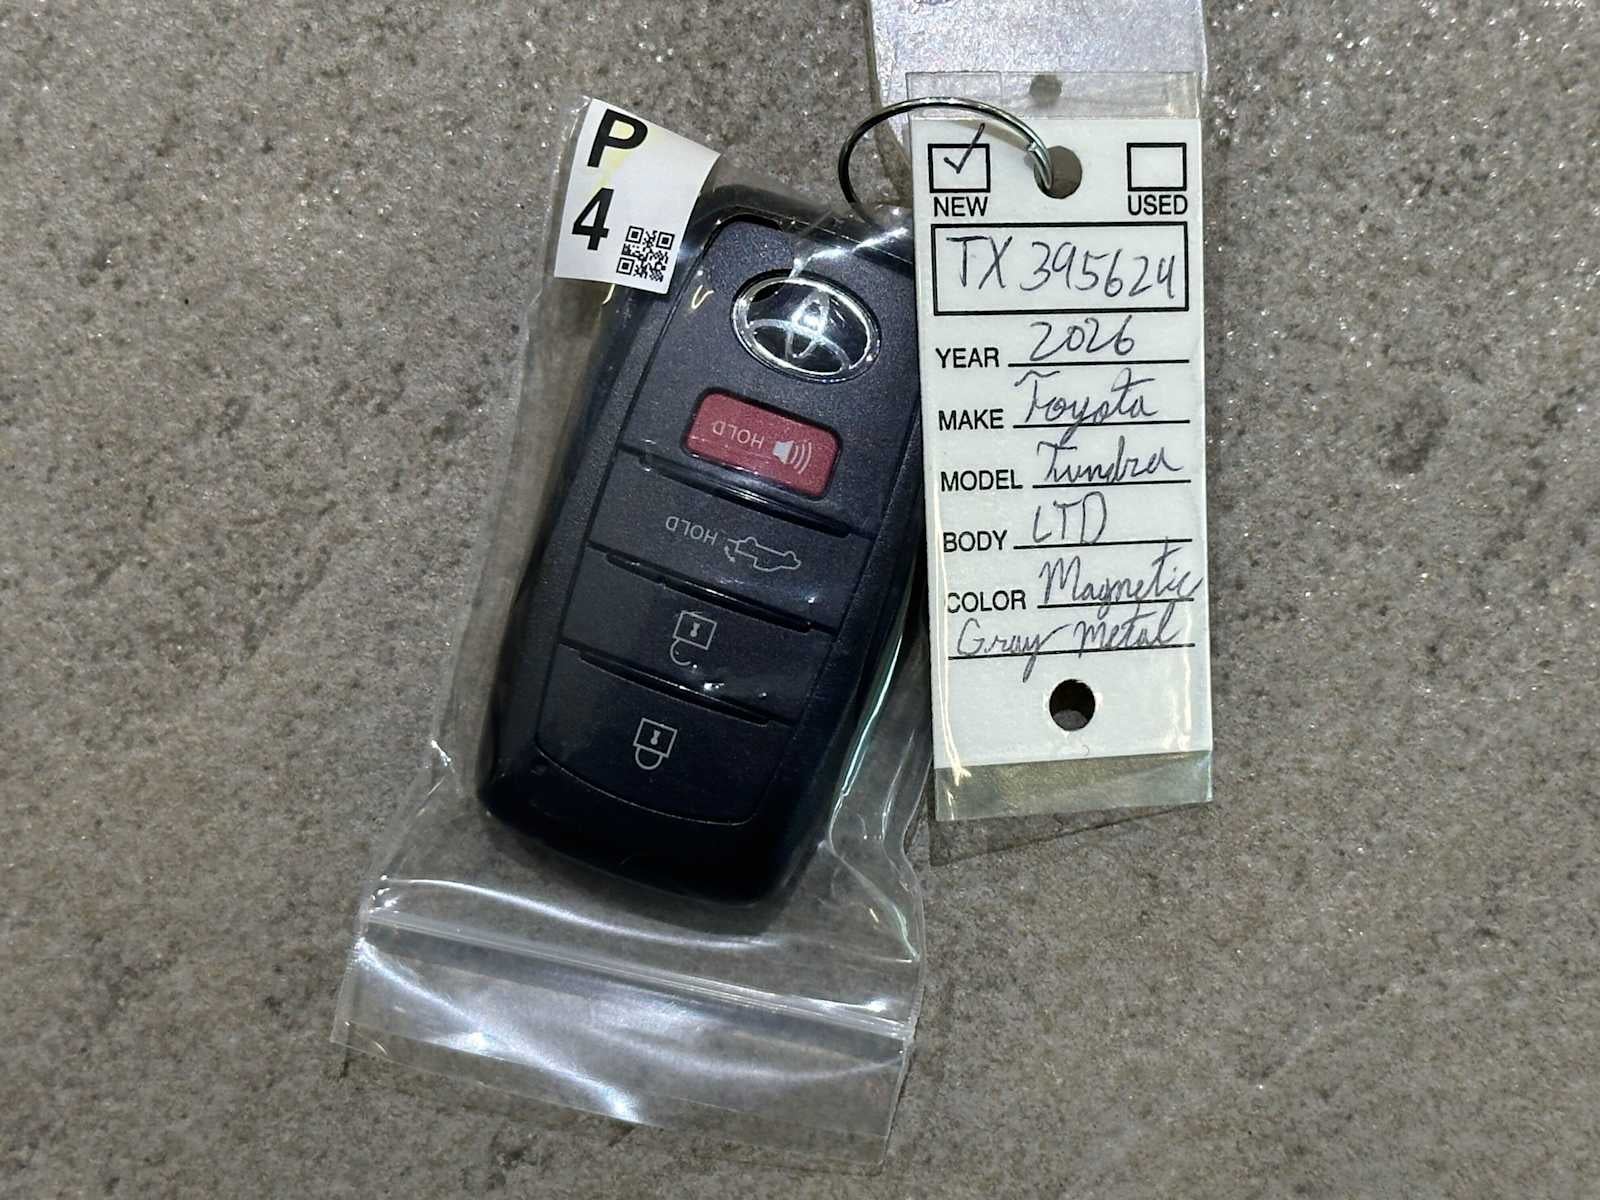 P
4
HOLD
HOLD
NEW
USED
TX 395624
YEAR 2026
MAKE Toyota
MODEL Tundra
BODY LTD
COLOR Magnetic
Gray Metal